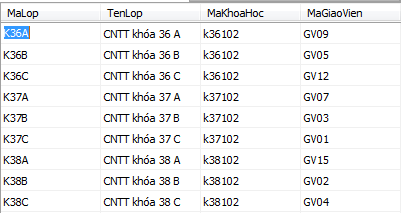 MaLop TenLop MaKhoaHoc MaGiaoVien
K36A CNTT khóa 36 A k36102 GV09
K36B CNTT khóa 36 B k36102 GV05
K36C CNTT khóa 36 C k36102 GV12
K37A CNTT khóa 37 A k37102 GV07
K37B CNTT khóa 37 B k37102 GV03
K37C CNTT khóa 37 C k37102 GV01
K38A CNTT khóa 38 A k38102 GV15
K38B CNTT khóa 38 B k38102 GV02
K38C CNTT khóa 38 C k38102 GV04